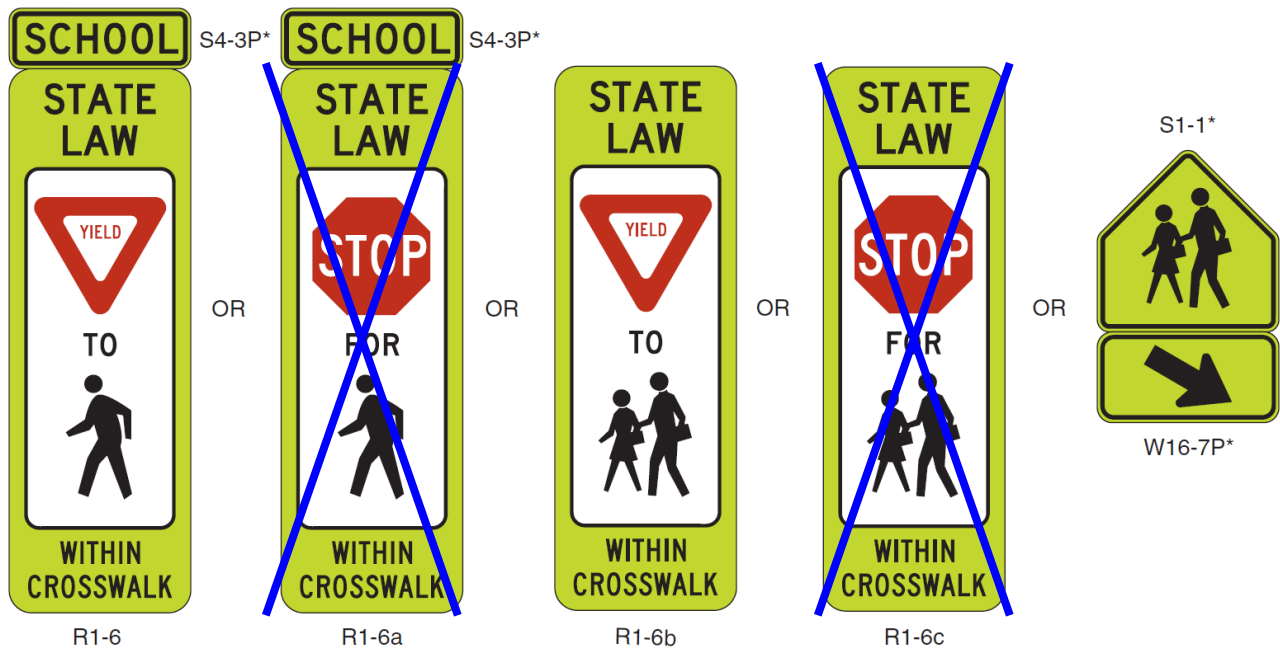 SCHOOL
S4-3P*
STATE
LAW
YIELD
TO
WITHIN
CROSSWALK
R1-6
OR
SCHOOL
S4-3P*
STATE
LAW
STOP
FOR
WITHIN
CROSSWALK
R1-6a
OR
STATE
LAW
YIELD
TO
WITHIN
CROSSWALK
R1-6b
OR
STATE
LAW
STOP
FOR
WITHIN
CROSSWALK
R1-6c
OR
S1-1*
W16-7P*